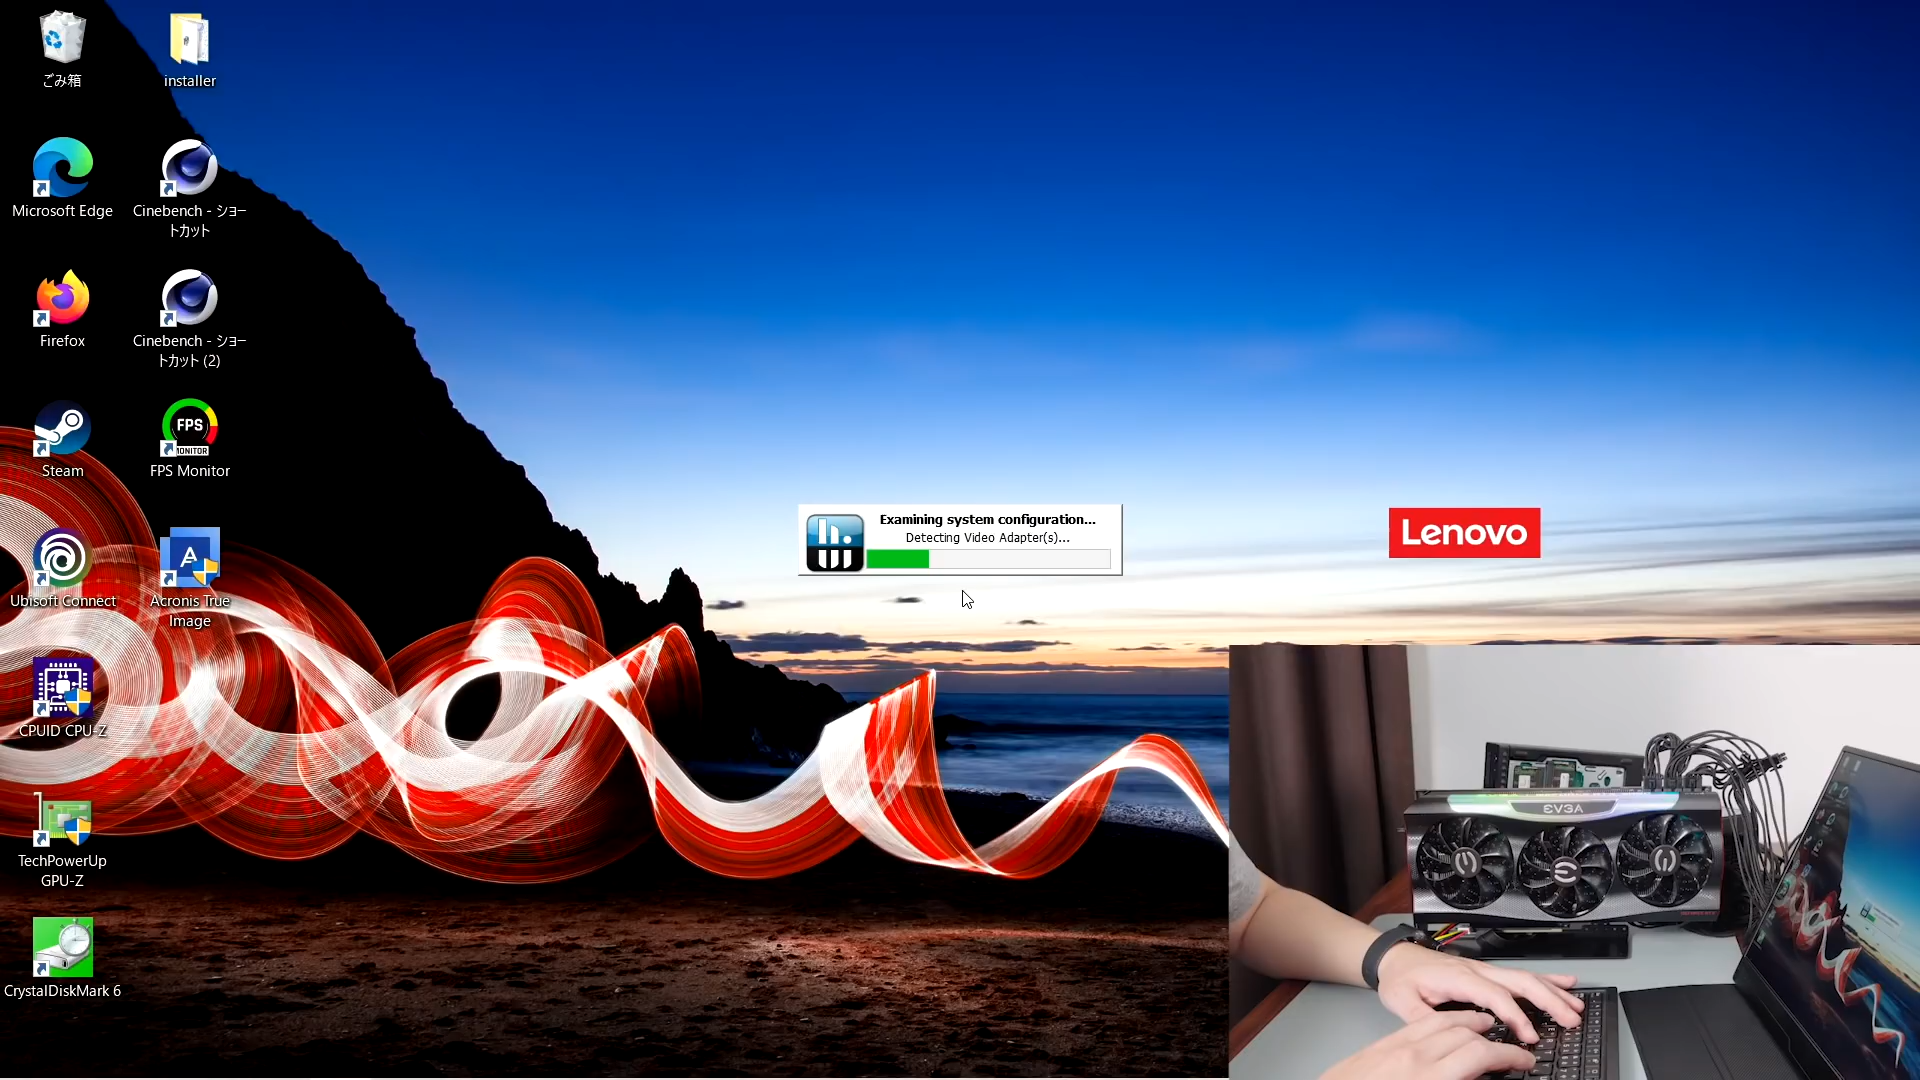 ごみ箱
installer
Microsoft Edge
Cinebench - ショー
トカット
Firefox
Cinebench - ショー
トカット (2)
Steam
FPS
MONITOR
FPS Monitor
Ubisoft Connect
A
Acronis True
Image
CPUID CPU-Z
TechPowerUp
GPU-Z
CrystalDiskMark 6
Examining system configuration...
Detecting Video Adapter(s)...
Lenovo
EVGA